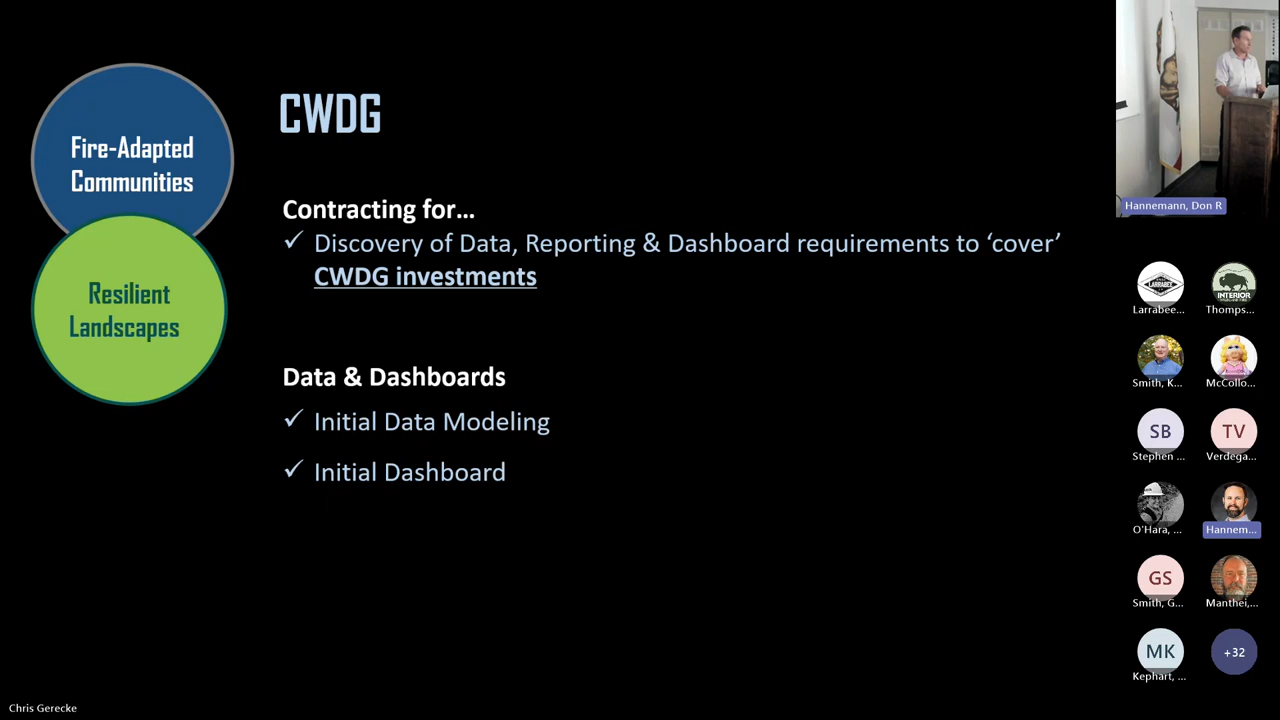 Fire-Adapted
Communities
Resilient
Landscapes
CWDG
Contracting for...
✓ Discovery of Data, Reporting & Dashboard requirements to ‘cover’
CWDG investments
Data & Dashboards
✓ Initial Data Modeling
✓ Initial Dashboard
Hannemann, Don R
LARRABEE
Larrabee...
INTERIOR
Thomps...
Smith, K...
McCollo...
SB
Stephen ...
TV
Verdega...
O'Hara, ...
Hannem...
GS
Smith, G...
Manthei,...
MK
Kephart, ...
+32
Chris Gerecke